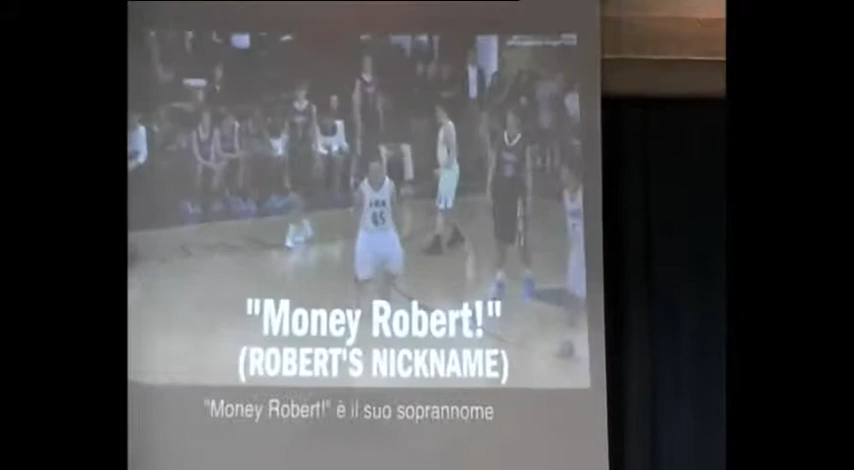 "Money Robert!"
(ROBERT'S NICKNAME)
"Money Robert!" è il suo soprannome